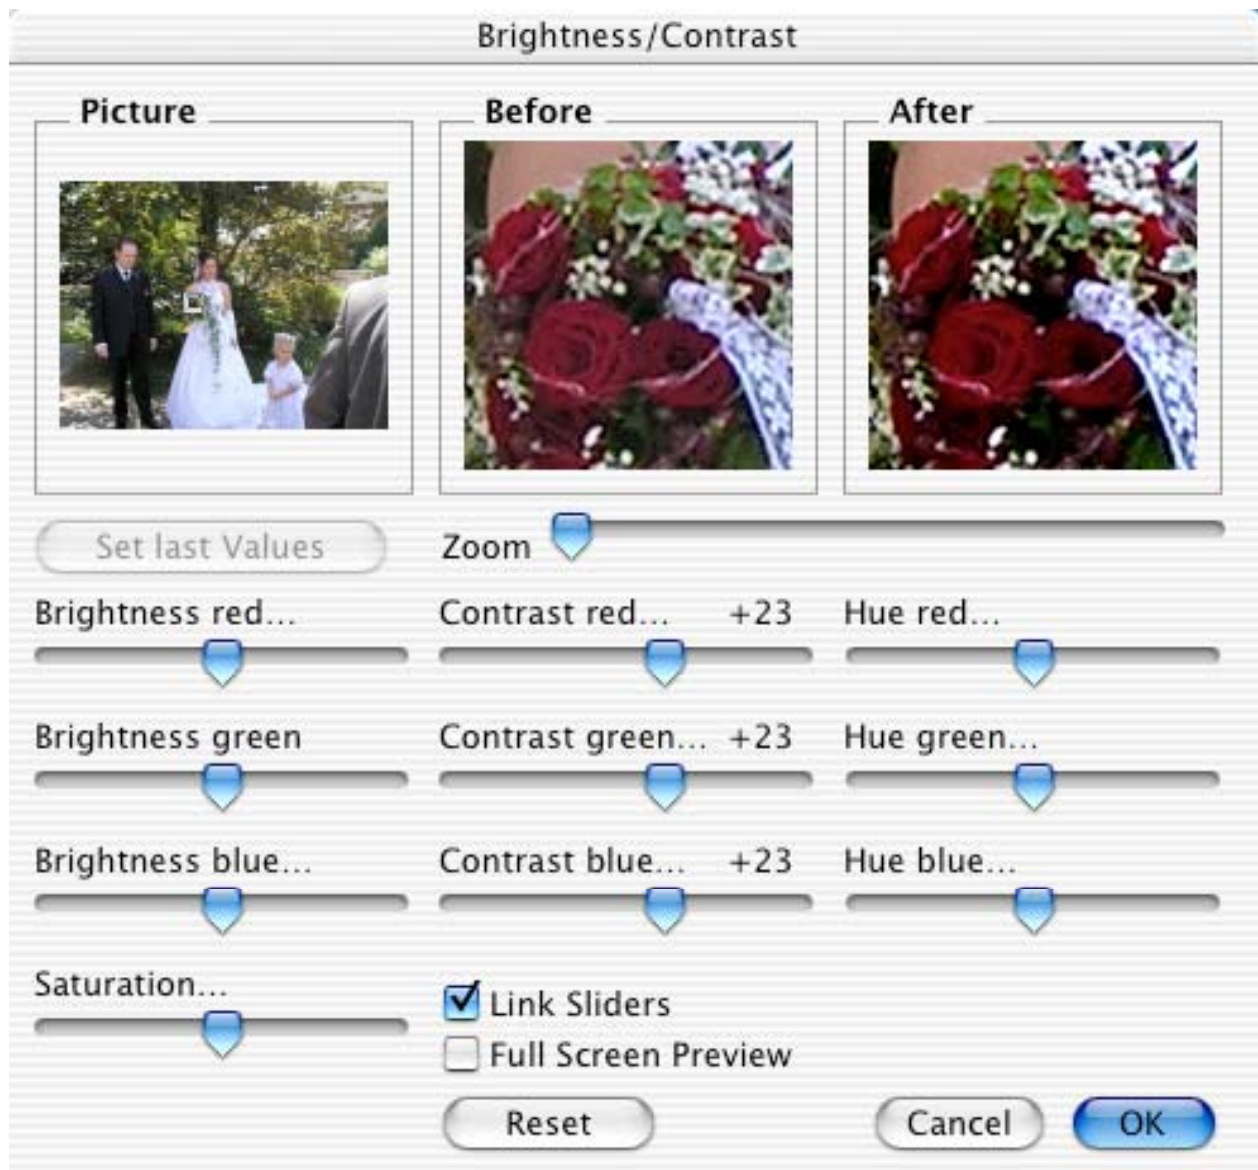 Brightness/Contrast
Picture
Before
After
Set last Values
Zoom
Brightness red...
Contrast red... +23
Hue red...
Brightness green
Contrast green... +23
Hue green...
Brightness blue...
Contrast blue... +23
Hue blue...
Saturation...
Link Sliders
Full Screen Preview
Reset
Cancel
OK